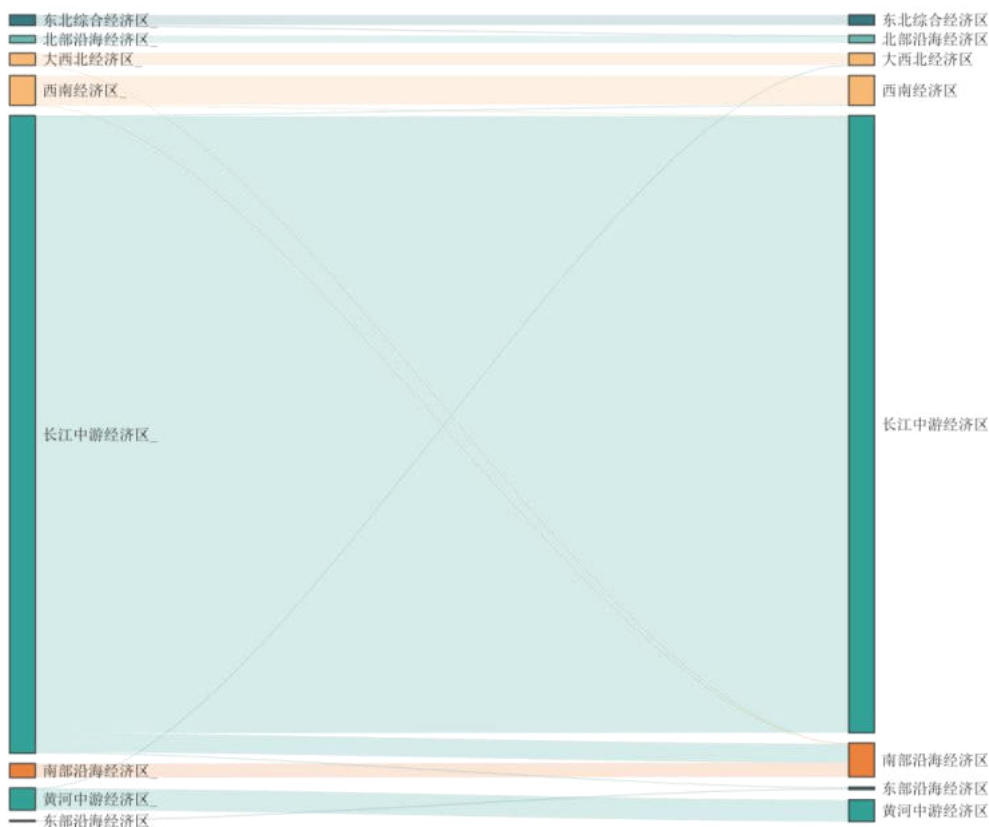 东北综合经济区_
北部沿海经济区_
大西北经济区_
西南经济区_
长江中游经济区_
南部沿海经济区_
黄河中游经济区_
东部沿海经济区
东北综合经济区
北部沿海经济区
大西北经济区
西南经济区
长江中游经济区
南部沿海经济区
东部沿海经济区
黄河中游经济区